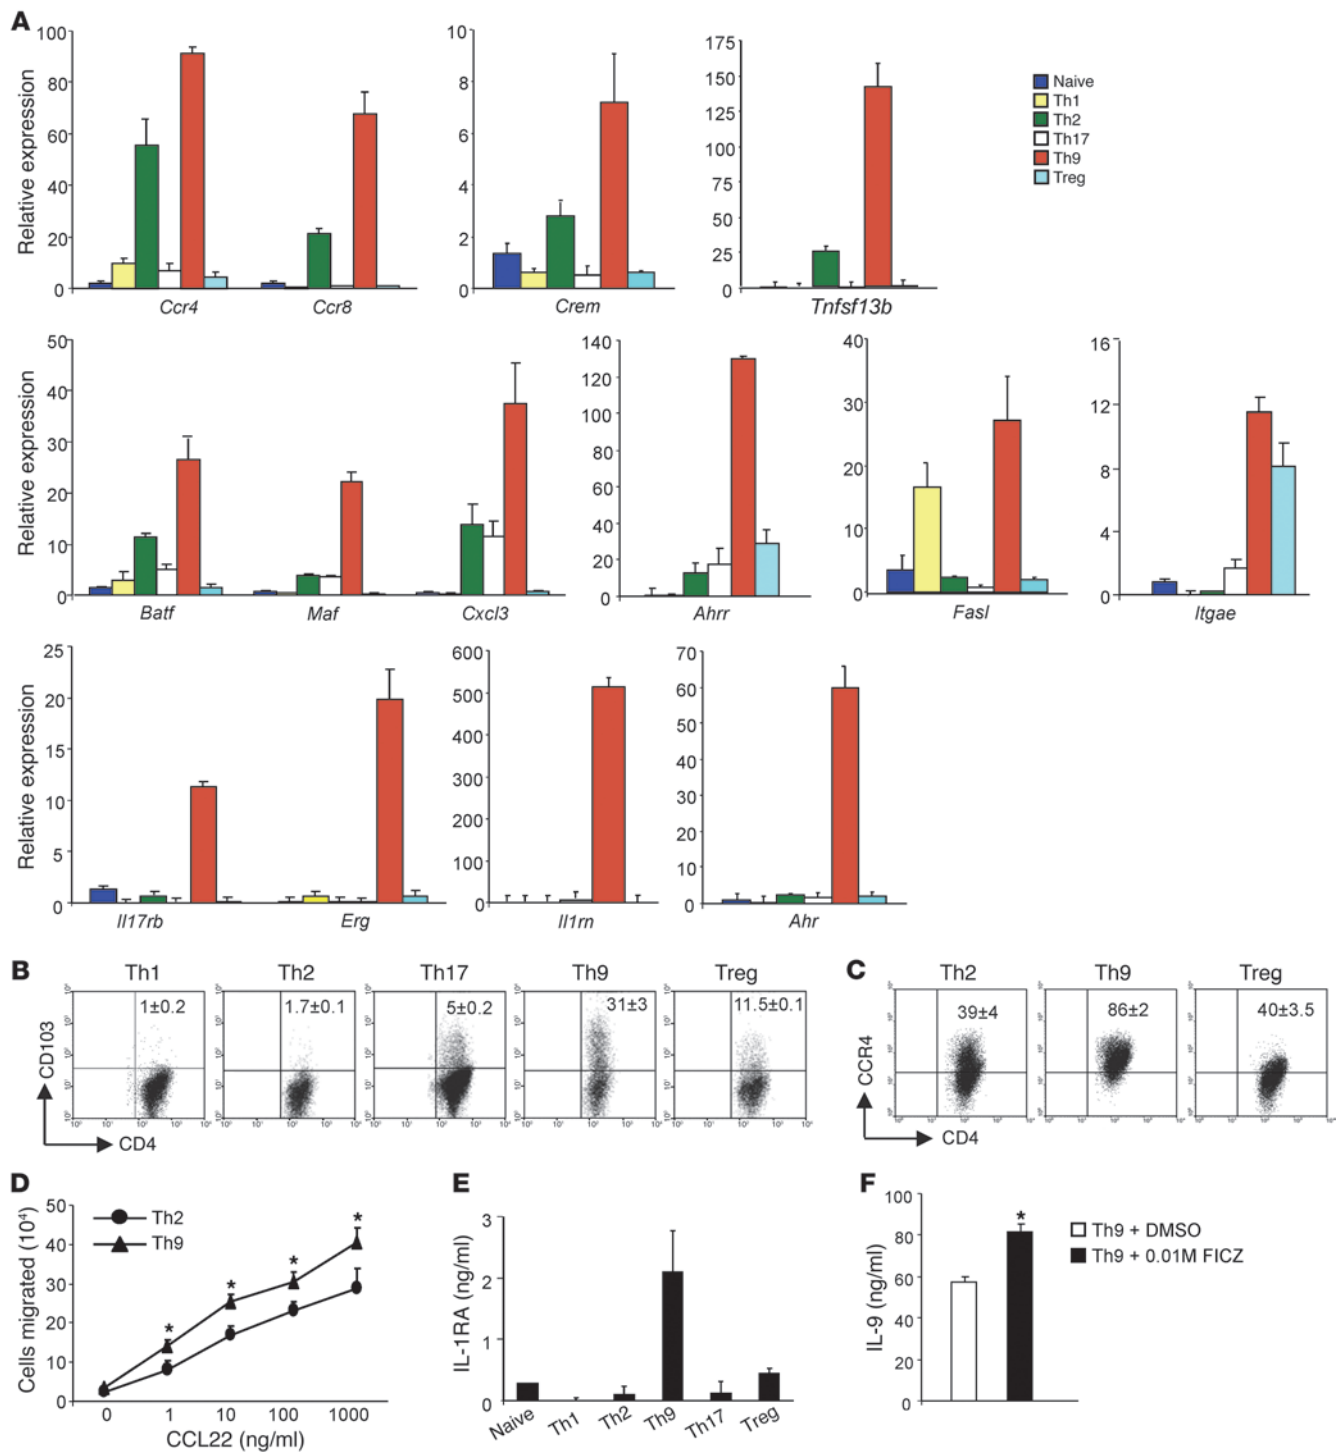 A
Relative expression
100
80
60
40
20
0
Ccr4 Ccr8
10
8
6
4
2
0
Crem
175
150
125
100
75
50
25
0
Tnfsf13b
Naive
Th1
Th2
Th17
Th9
Treg
Relative expression
50
40
30
20
10
0
Batf Maf Cxcl3
140
120
100
80
60
40
20
0
Ahrr
40
30
20
10
0
Fasl
16
12
8
4
0
Itgae
Relative expression
25
20
15
10
5
0
Il17rb Erg
600
500
400
300
200
100
0
Il1rn
70
60
50
40
30
20
10
0
Ahr
B
Th1 Th2 Th17 Th9 Treg
1±0.2 1.7±0.1 5±0.2 31±3 11.5±0.1
CD103
CD4
C
Th2 Th9 Treg
39±4 86±2 40±3.5
CCR4
CD4
D
Cells migrated (10⁴)
50
40
30
20
10
0
Th2
Th9
* * * *
0 1 10 100 1000
CCL22 (ng/ml)
E
IL-1RA (ng/ml)
3
2
1
0
Naive Th1 Th2 Th9 Th17 Treg
F
IL-9 (ng/ml)
100
80
60
40
20
0
*
Th9 + DMSO
Th9 + 0.01M FICZ